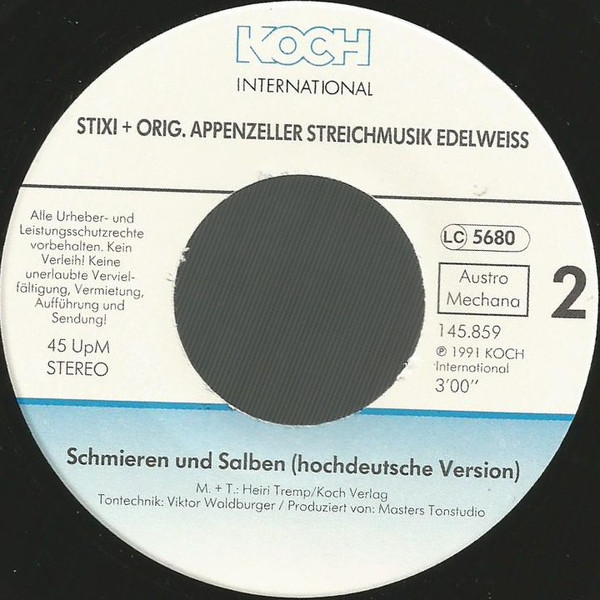 KOCH
INTERNATIONAL
STIXI + ORIG. APPENZELLER STREICHMUSIK EDELWEISS
Alle Urheber- und
Leistungsschutzrechte
vorbehalten. Kein
Verleih! Keine
unerlaubte Verviel-
fältigung, Vermietung,
Aufführung und
Sendung!
45 UpM
STEREO
LC 5680
Austro
Mechana
2
145.859
℗ 1991 KOCH
International
3'00''
Schmieren und Salben (hochdeutsche Version)
M. + T.: Heiri Tremp/Koch Verlag
Tontechnik: Viktor Waldburger / Produziert von: Masters Tonstudio